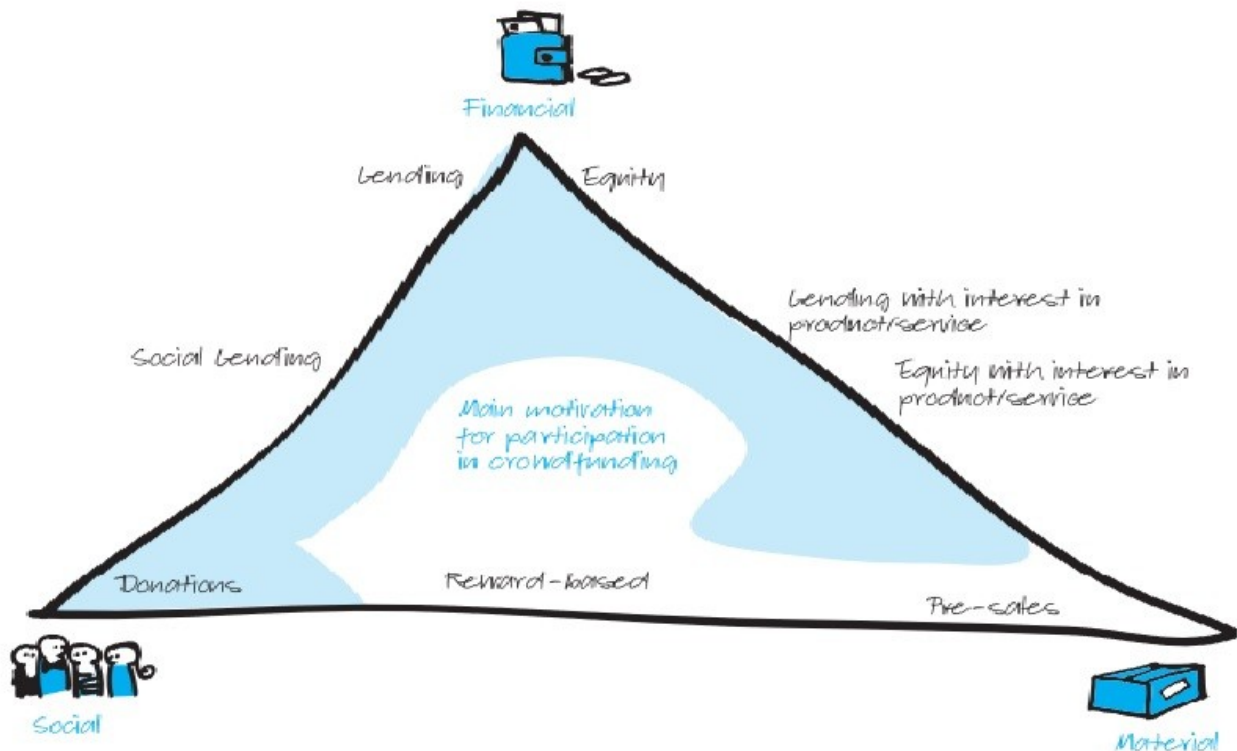 Financial
Lending
Equity
Lending with interest in
product/service
Social Lending
Equity with interest in
product/service
Main motivation
for participation
in crowdfunding
Donations
Reward-based
Pre-sales
Social
Material